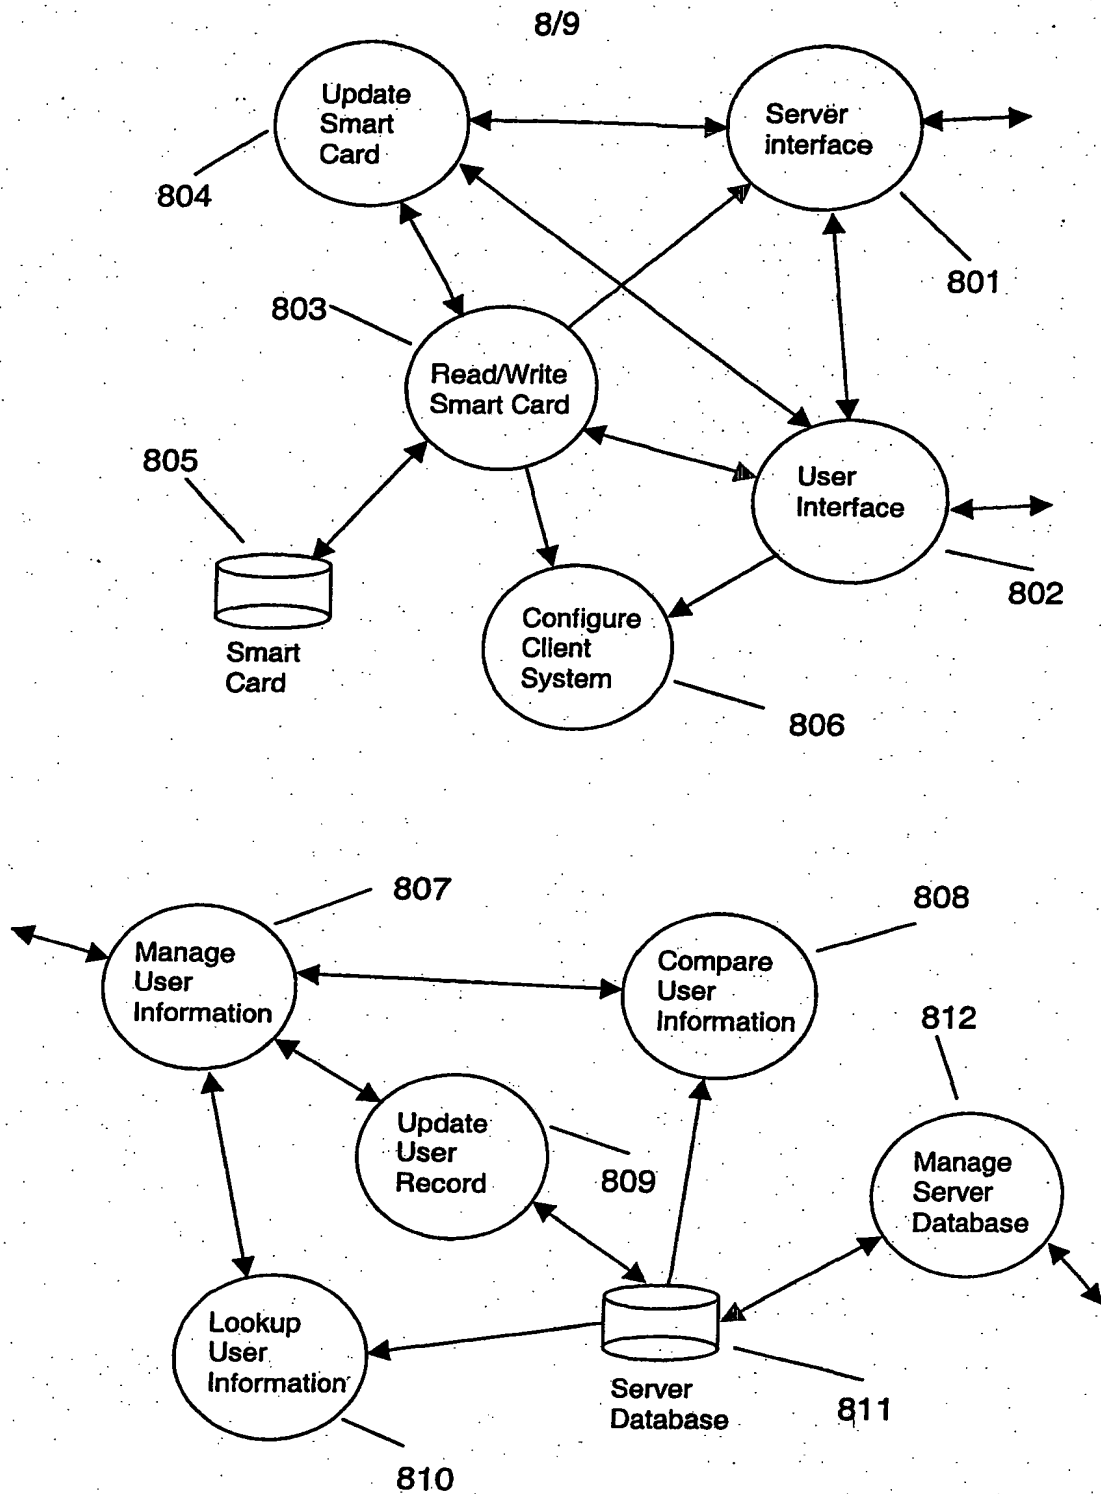 8/9
Update
Smart
Card
Server
interface
804
801
803
Read/Write
Smart Card
805
User
Interface
802
Smart
Card
Configure
Client
System
806
807
808
Manage
User
Information
Compare
User
Information
812
Update
User
Record
809
Manage
Server
Database
Lookup
User
Information
Server
Database
811
810